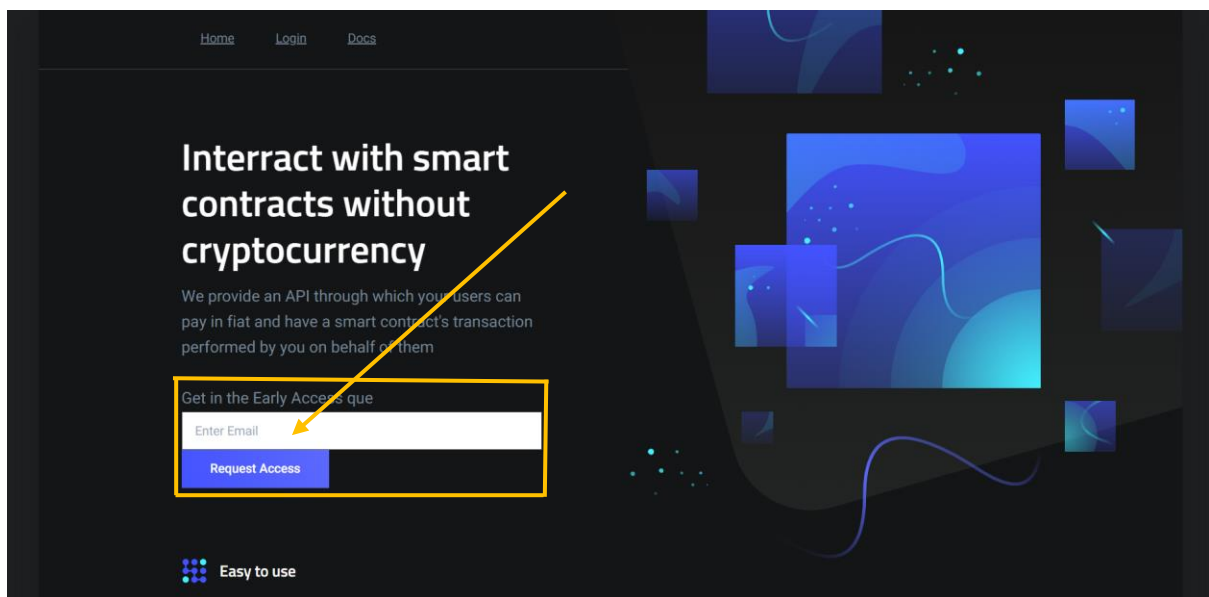 Home Login Docs
Interract with smart
contracts without
cryptocurrency
We provide an API through which your users can
pay in fiat and have a smart contract's transaction
performed by you on behalf of them
Get in the Early Access que
Enter Email
Request Access
Easy to use